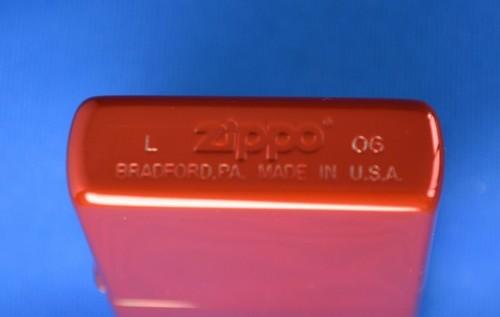 L Zippo® 06
BRADFORD,PA. MADE IN U.S.A.